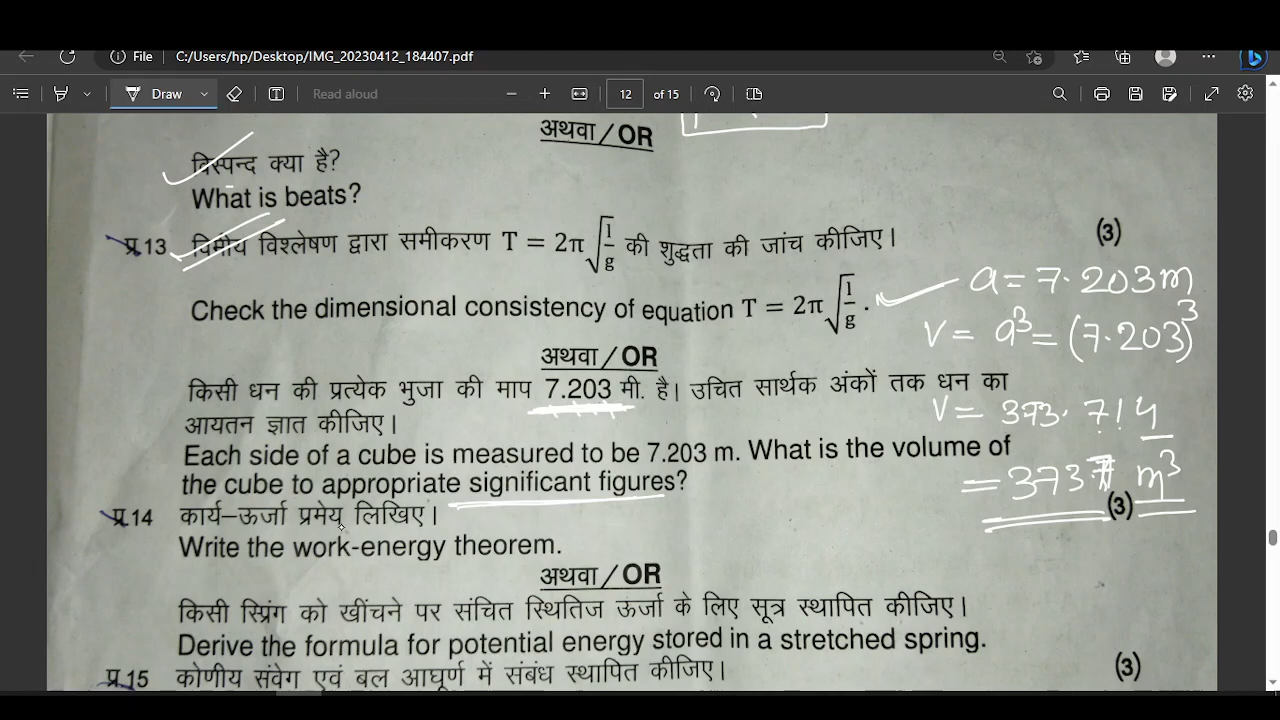 File C:/Users/hp/Desktop/IMG_20230412_184407.pdf
Draw Read aloud 12 of 15
अथवा/OR
विस्पन्द क्या है?
What is beats?
(3)
प्र.13 विमीय विश्लेषण द्वारा समीकरण T = 2π√(l/g) की शुद्धता की जांच कीजिए।
Check the dimensional consistency of equation T = 2π√(l/g).
a = 7.203m
V = a³ = (7.203)³
अथवा/OR
किसी धन की प्रत्येक भुजा की माप 7.203 मी. है। उचित सार्थक अंकों तक धन का
आयतन ज्ञात कीजिए।
V = 373.714
Each side of a cube is measured to be 7.203 m. What is the volume of
the cube to appropriate significant figures?
= 373 7 m³
(3)
प्र.14 कार्य–ऊर्जा प्रमेय लिखिए।
Write the work-energy theorem.
अथवा/OR
किसी स्प्रिंग को खींचने पर संचित स्थितिज ऊर्जा के लिए सूत्र स्थापित कीजिए।
Derive the formula for potential energy stored in a stretched spring.
प्र.15 कोणीय संवेग एवं बल आघूर्ण में संबंध स्थापित कीजिए।
(3)